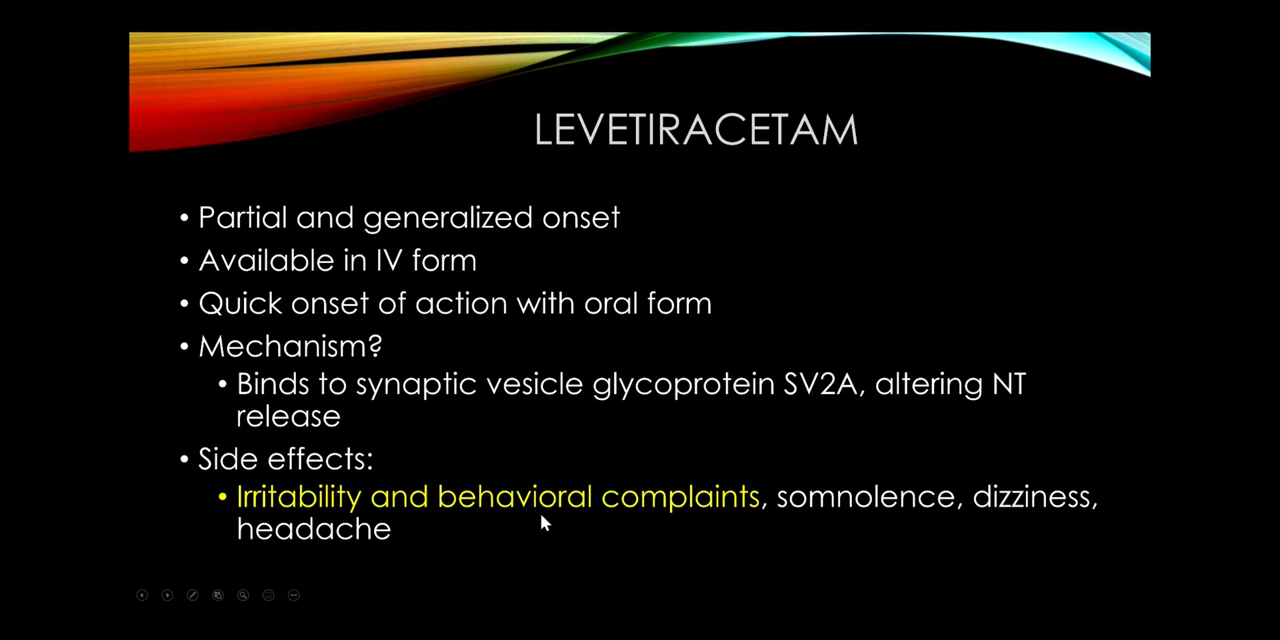 LEVETIRACETAM
• Partial and generalized onset
• Available in IV form
• Quick onset of action with oral form
• Mechanism?
• Binds to synaptic vesicle glycoprotein SV2A, altering NT
release
• Side effects:
• Irritability and behavioral complaints, somnolence, dizziness,
headache